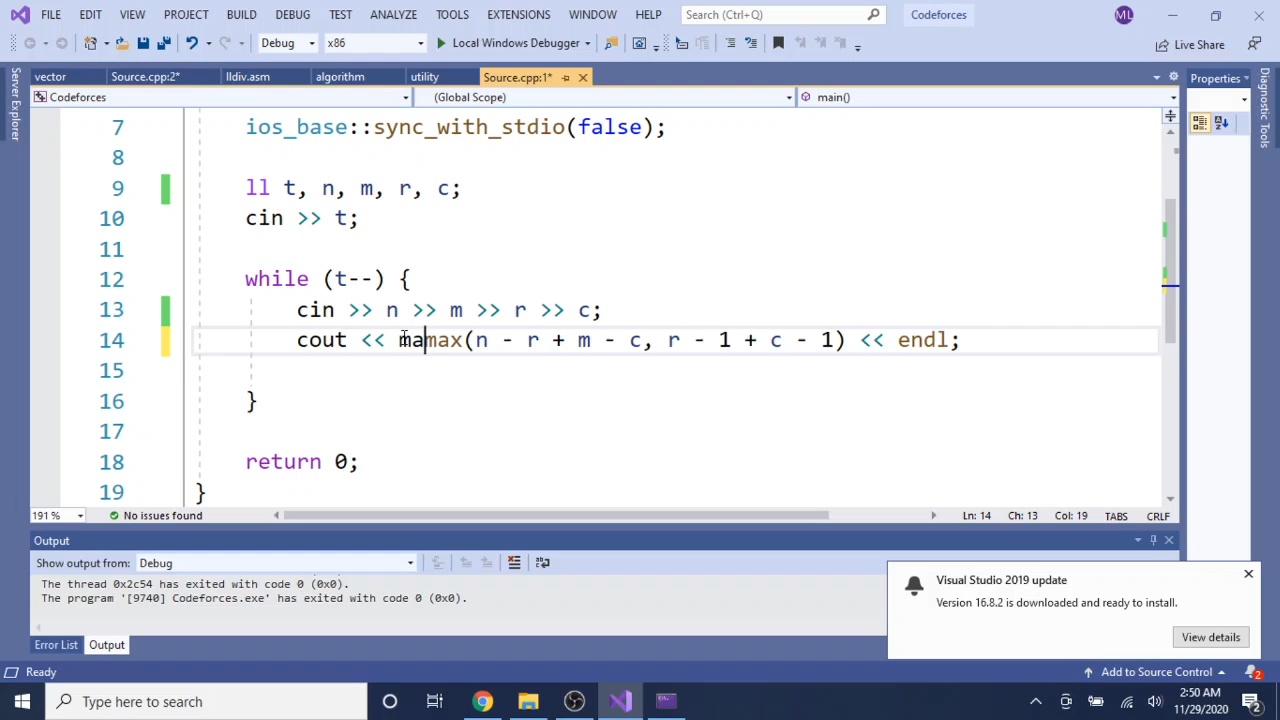 FILE EDIT VIEW PROJECT BUILD DEBUG TEST ANALYZE TOOLS EXTENSIONS WINDOW HELP Search (Ctrl+Q) Codeforces ML
Debug x86 Local Windows Debugger Live Share
vector Source.cpp:2* lldiv.asm algorithm utility Source.cpp:1*
Codeforces (Global Scope) main()
Server Explorer
Properties
Diagnostic Tools
7 ios_base::sync_with_stdio(false);
8
9 ll t, n, m, r, c;
10 cin >> t;
11
12 while (t--) {
13 cin >> n >> m >> r >> c;
14 cout << mamax(n - r + m - c, r - 1 + c - 1) << endl;
16 }
17
18 return 0;
19 }
191 % No issues found Ln: 14 Ch: 13 Col: 19 TABS CRLF
Output
Show output from: Debug
The thread 0x2c54 has exited with code 0 (0x0).
The program '[9740] Codeforces.exe' has exited with code 0 (0x0).
Visual Studio 2019 update
Version 16.8.2 is downloaded and ready to install.
View details
Error List Output
Ready Add to Source Control 2
Type here to search
2:50 AM
11/29/2020
2